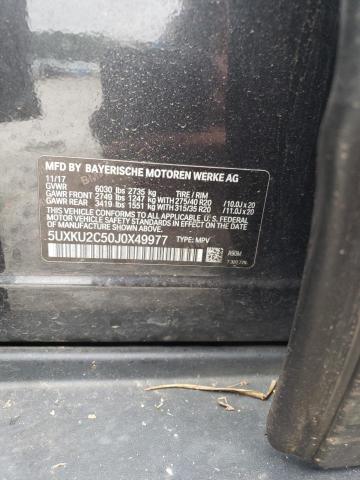 MFD BY BAYERISCHE MOTOREN WERKE AG
11/17
GVWR 6030 lbs 2735 kg TIRE / RIM
GAWR FRONT 2749 lbs 1247 kg WITH 275/40 R20 /10.0J x 20
GAWR REAR 3419 lbs 1551 kg WITH 315/35 R20 /11.0J x 20
THIS VEHICLE CONFORMS TO ALL APPLICABLE U.S. FEDERAL
MOTOR VEHICLE SAFETY STANDARDS IN EFFECT ON THE
DATE OF MANUFACTURE SHOWN ABOVE.
5UXKU2C50J0X49977 TYPE: MPV
A90M